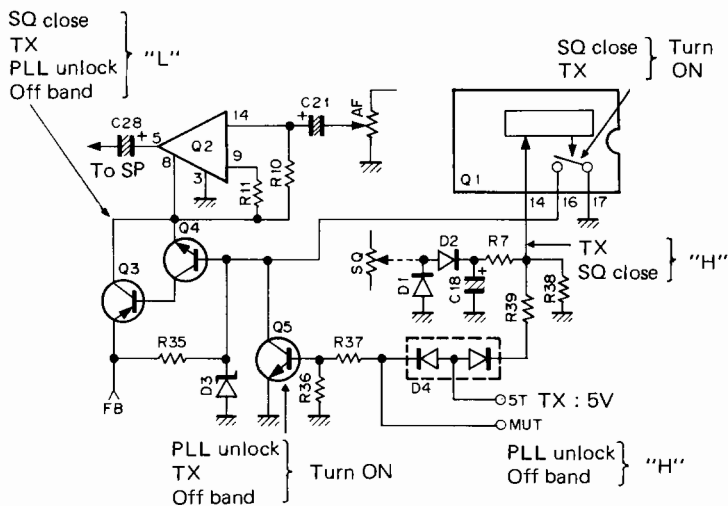 SQ close
TX
PLL unlock
Off band
"L"
SQ close
TX
Turn
ON
C28
+
5
To SP
8
Q2
14
9
3
C21
+
AF
R10
R11
Q1
14
16
17
Q4
Q3
SQ
D2
R7
D1
C18
+
TX
SQ close
"H"
R39
R38
Q5
R35
R37
R36
D3
D4
FB
5T TX : 5V
MUT
PLL unlock
TX
Off band
Turn ON
PLL unlock
Off band
"H"